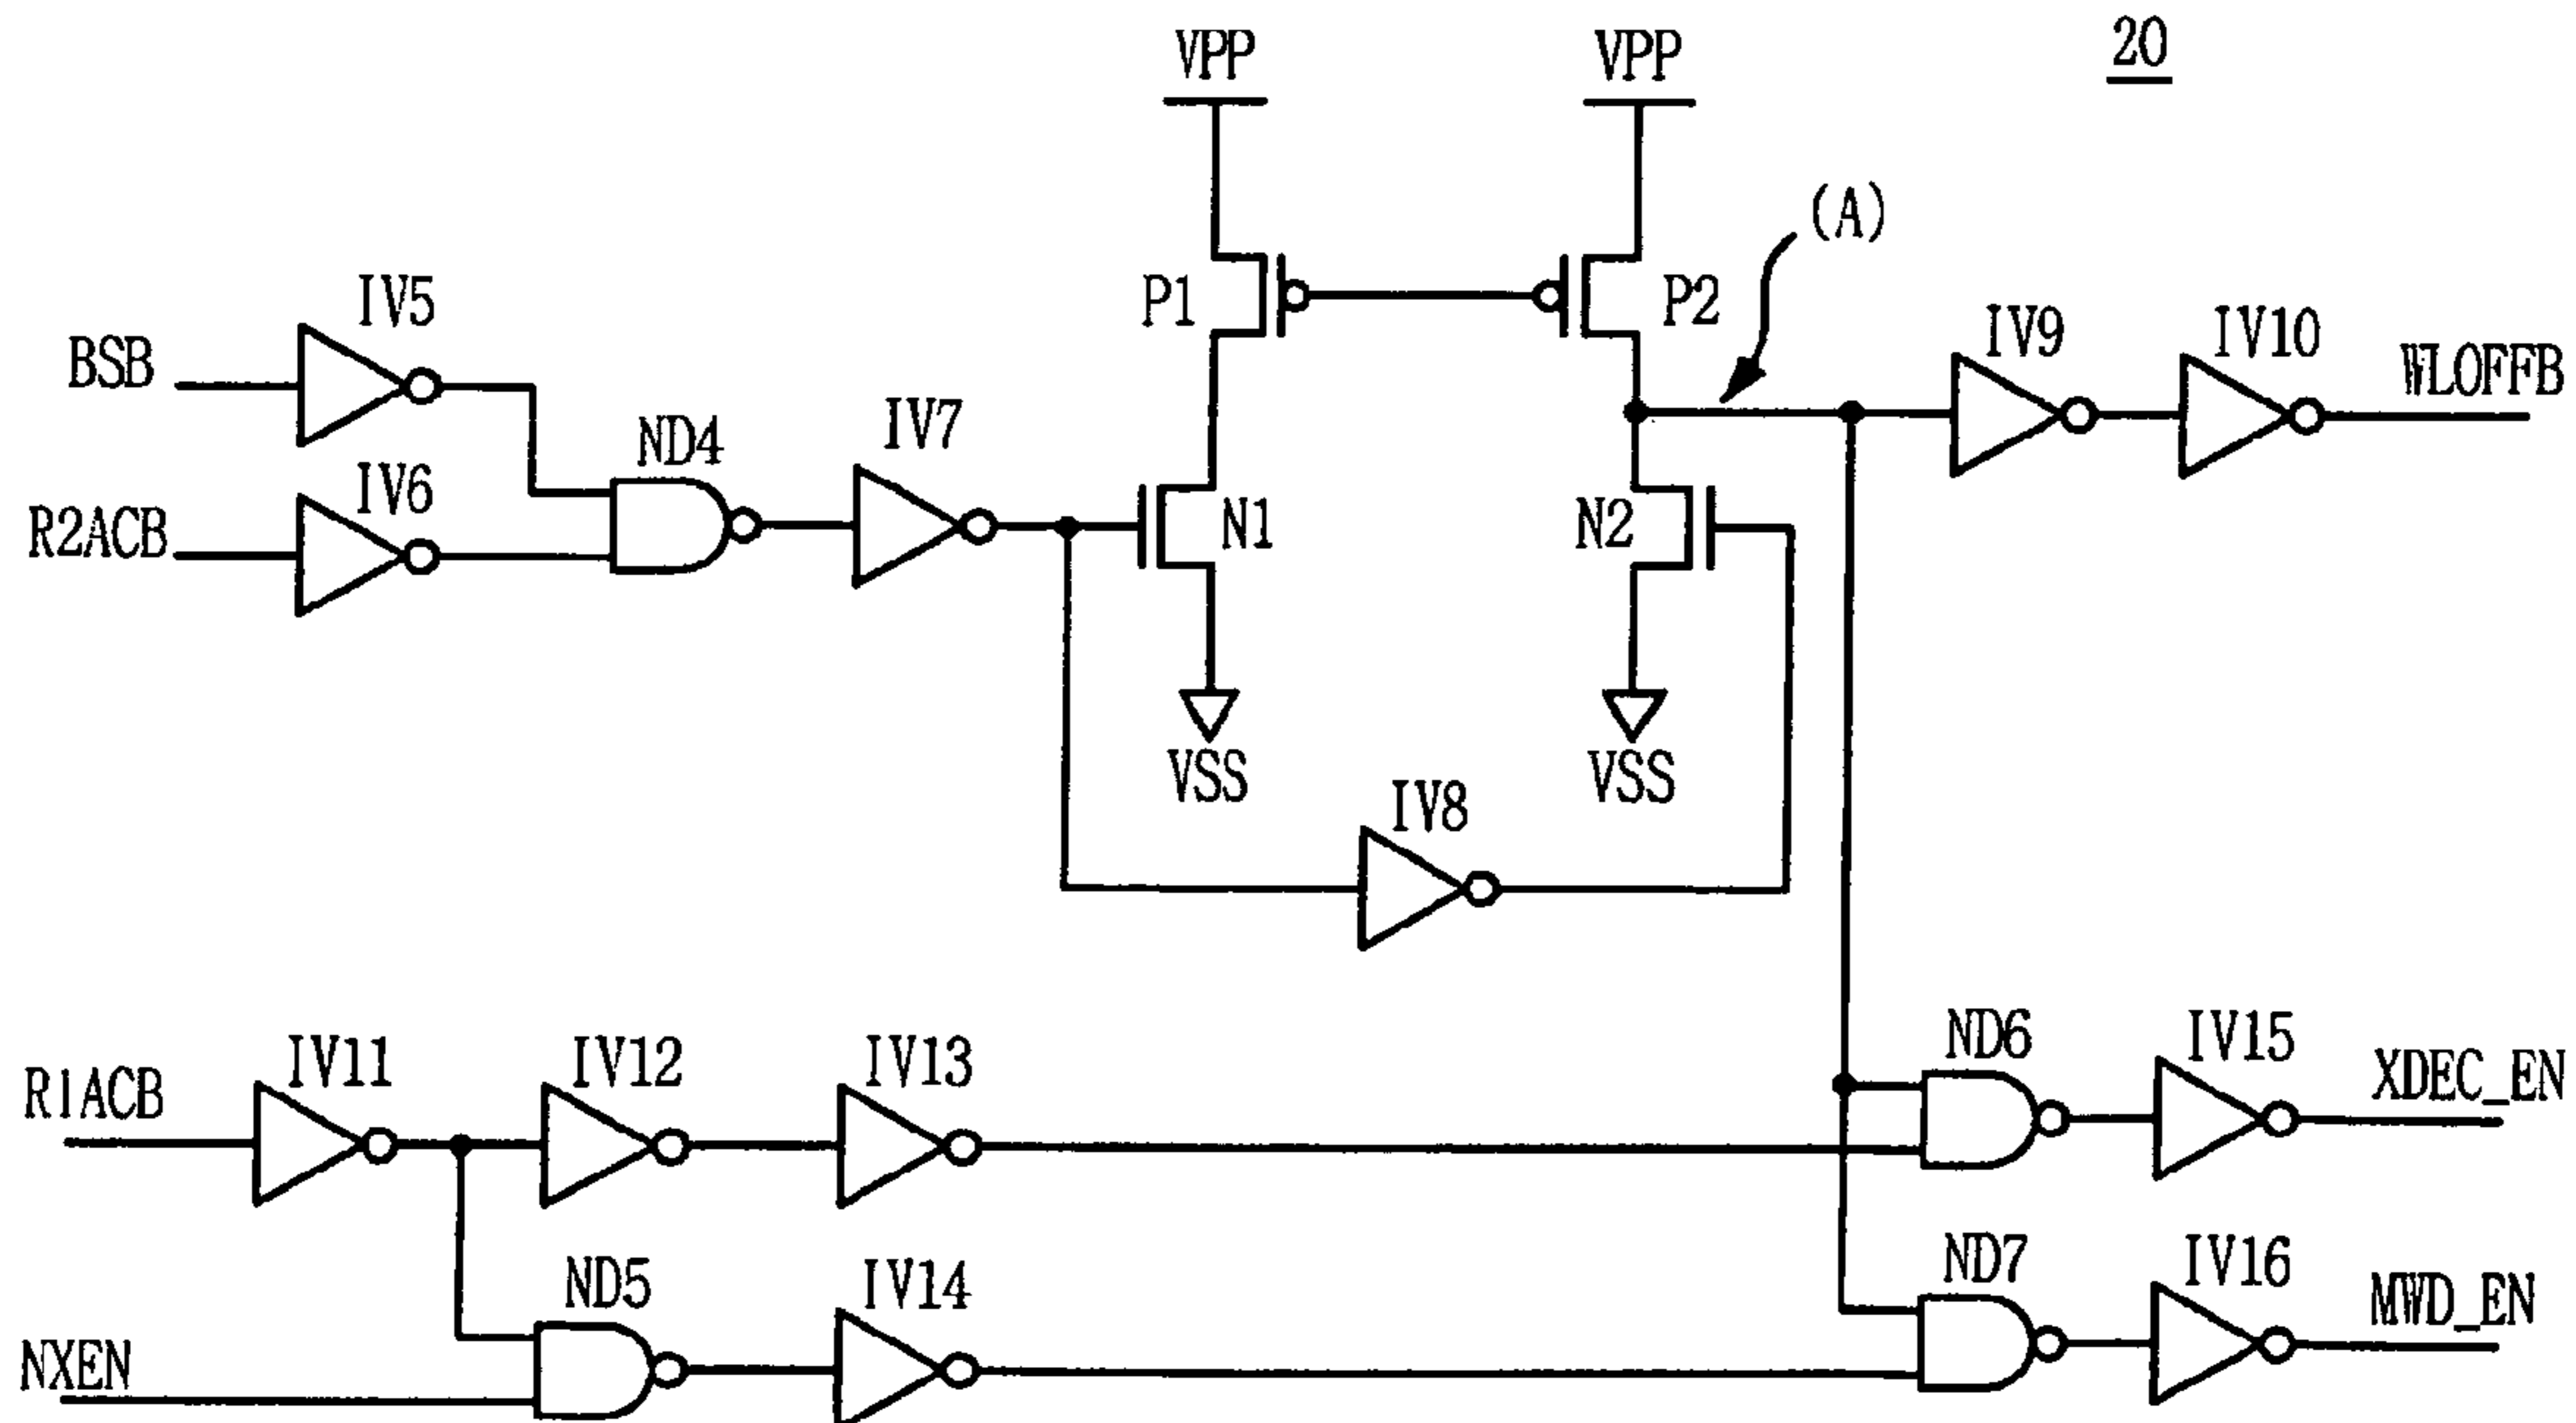 VPP
VPP
20
(A)
P1
P2
IV5
IV9
IV10
BSB
WLOFFB
IV7
ND4
IV6
R2ACB
N1
N2
VSS
VSS
IV8
IV11
IV12
IV13
ND6
IV15
R1ACB
XDEC_EN
ND5
IV14
ND7
IV16
NXEN
MWD_EN